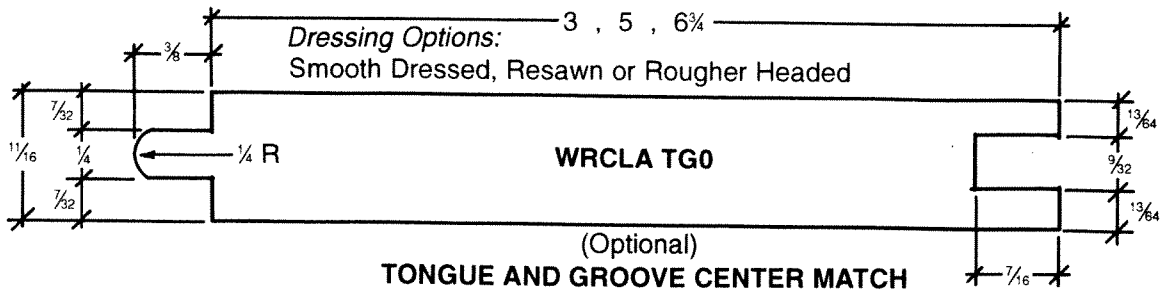 3 , 5 , 6¾
Dressing Options:
Smooth Dressed, Resawn or Rougher Headed
⅜
7/32
11/16
¼
7/32
¼ R
WRCLA TG0
13/64
9/32
13/64
(Optional)
TONGUE AND GROOVE CENTER MATCH
7/16